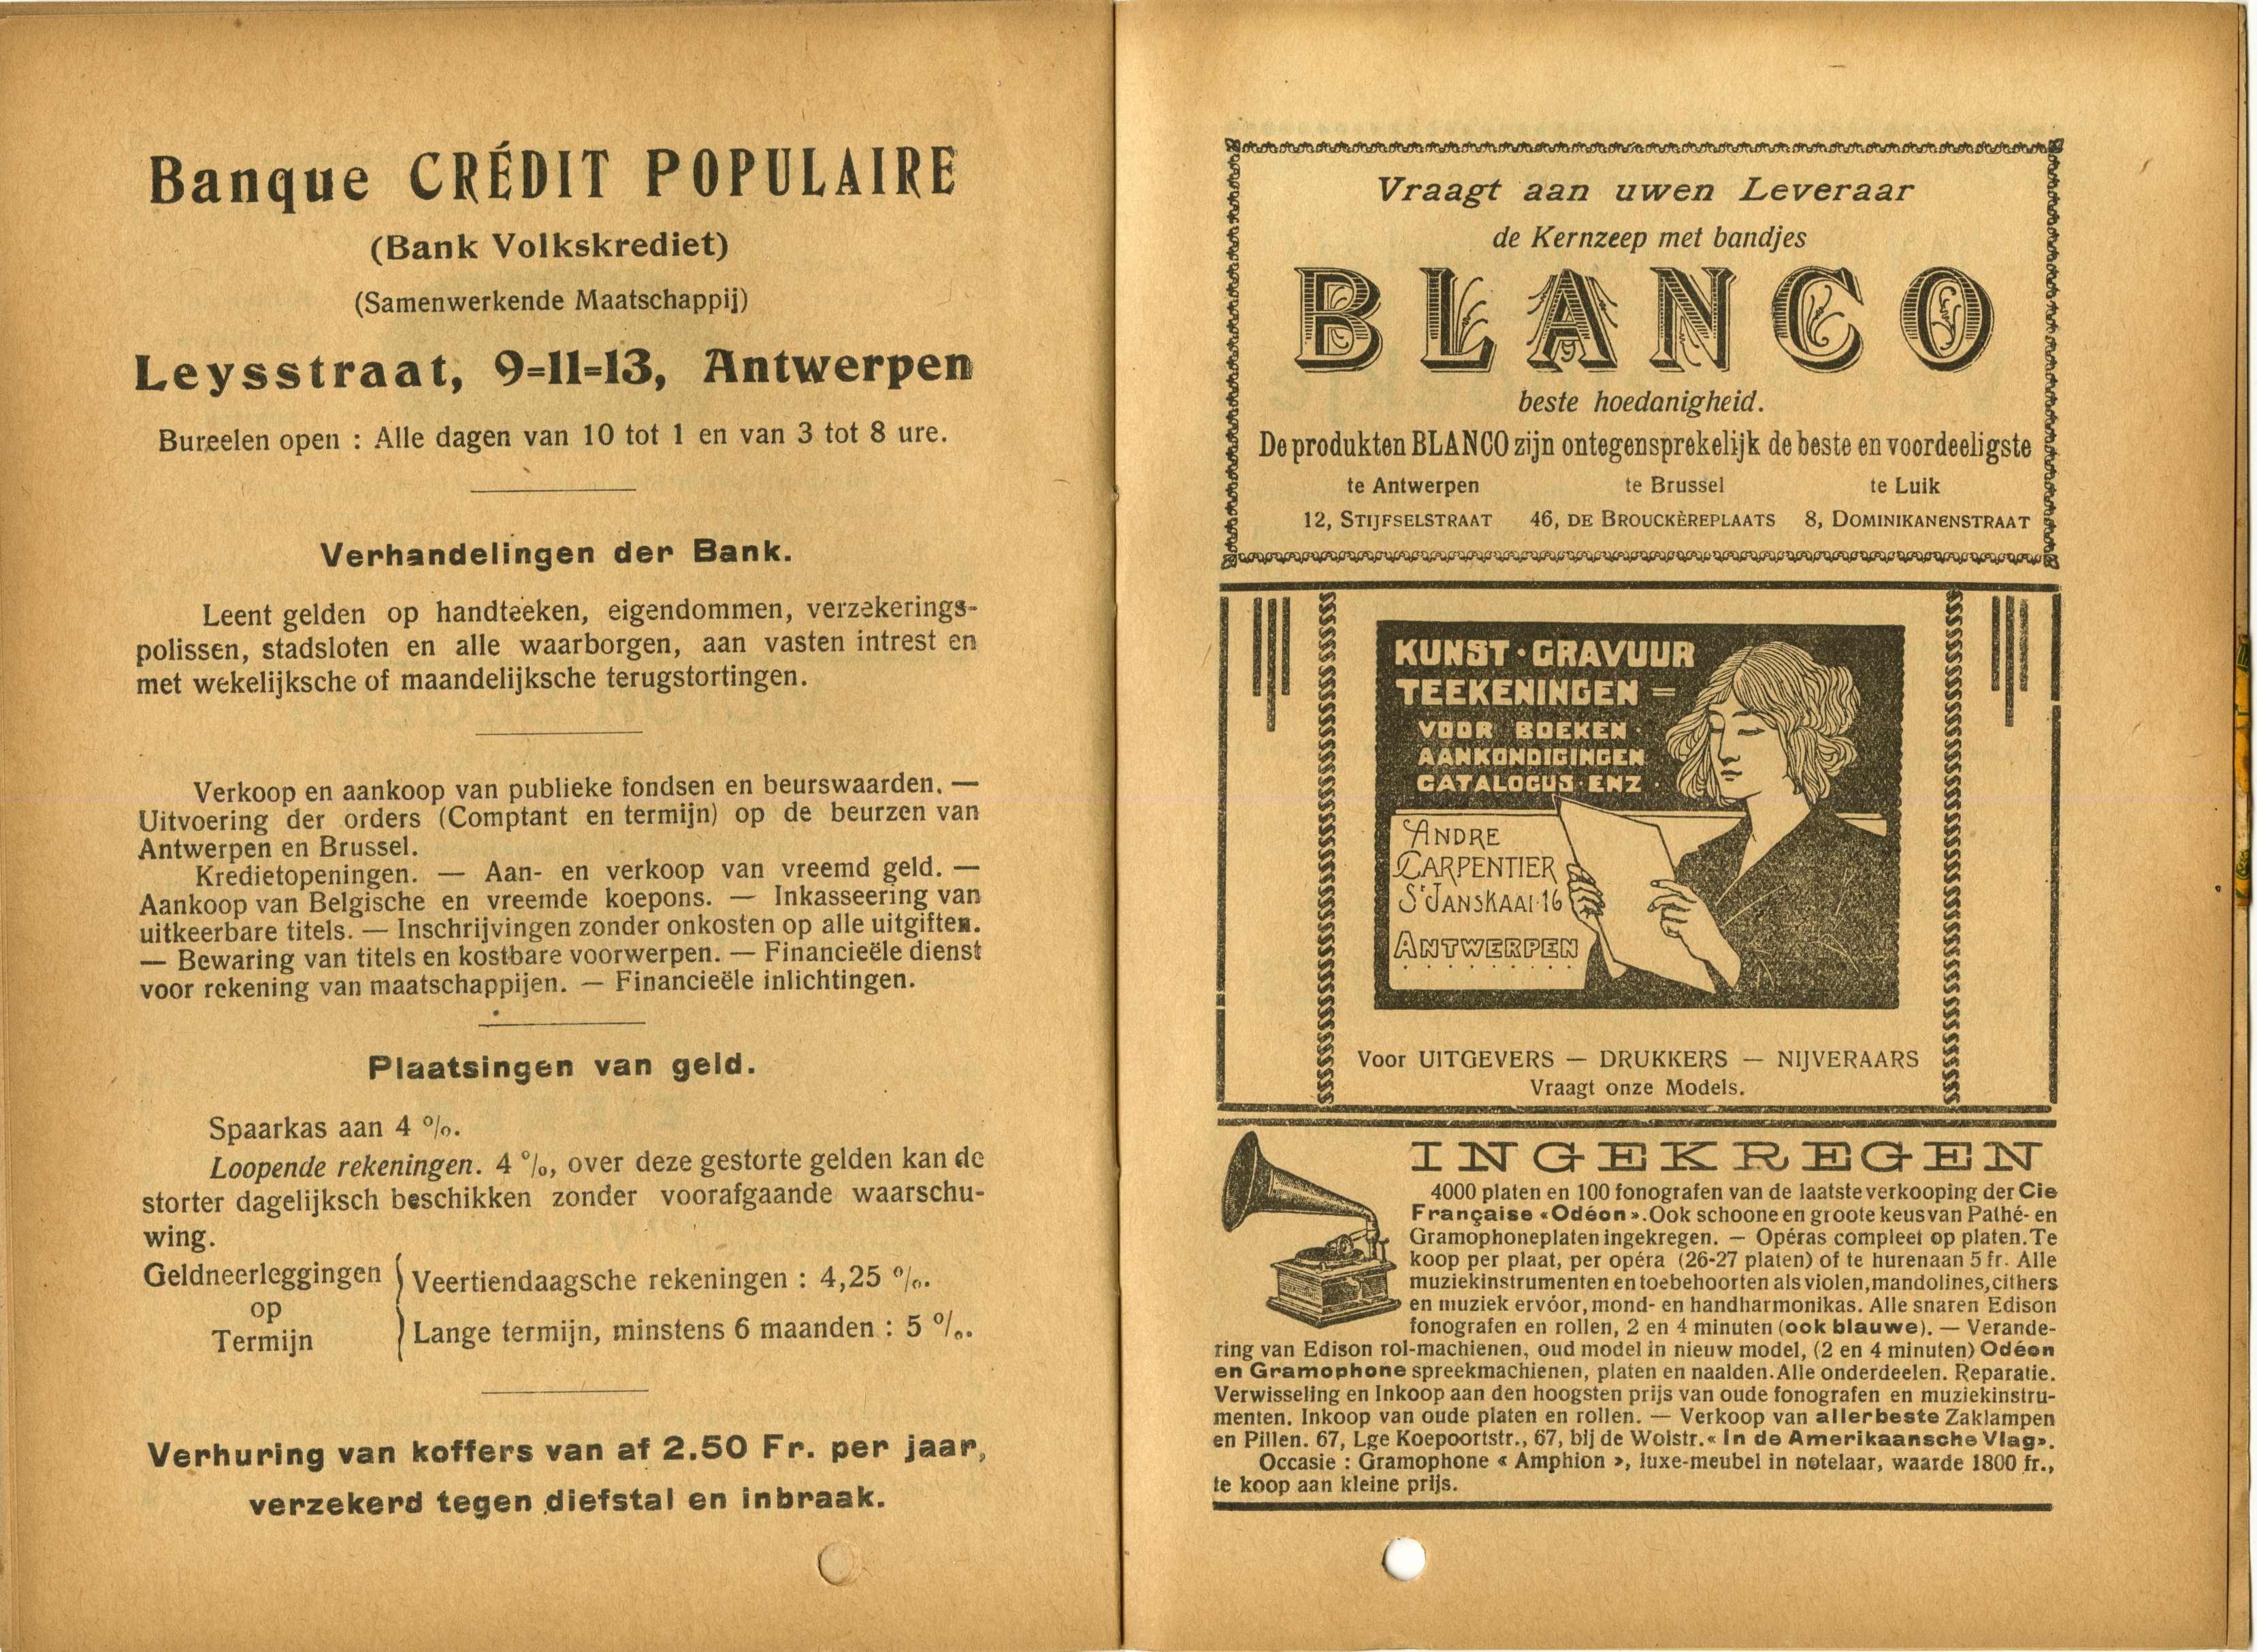 Banque CRÉDIT POPULAIRE
(Bank Volkskrediet)
(Samenwerkende Maatschappij)
Leysstraat, 9-11-13, Antwerpen
Bureelen open : Alle dagen van 10 tot 1 en van 3 tot 8 ure.
Verhandelingen der Bank.
Leent gelden op handteeken, eigendommen, verzekerings-
polissen, stadsloten en alle waarborgen, aan vasten intrest en
met wekelijksche of maandelijksche terugstortingen.
Verkoop en aankoop van publieke fondsen en beurswaarden. —
Uitvoering der orders (Comptant en termijn) op de beurzen van
Antwerpen en Brussel.
Kredietopeningen. — Aan- en verkoop van vreemd geld. —
Aankoop van Belgische en vreemde koepons. — Inkasseering van
uitkeerbare titels. — Inschrijvingen zonder onkosten op alle uitgiften.
— Bewaring van titels en kostbare voorwerpen. — Financieële dienst
voor rekening van maatschappijen. — Financieële inlichtingen.
Plaatsingen van geld.
Spaarkas aan 4 %.
Loopende rekeningen. 4 %, over deze gestorte gelden kan de
storter dagelijksch beschikken zonder voorafgaande waarschu-
wing.
Geldneerleggingen
op
Termijn
Veertiendaagsche rekeningen : 4,25 %.
Lange termijn, minstens 6 maanden : 5 %.
Verhuring van koffers van af 2.50 Fr. per jaar,
verzekerd tegen diefstal en inbraak.
Vraagt aan uwen Leveraar
de Kernzeep met bandjes
BLANCO
beste hoedanigheid.
De produkten BLANCO zijn ontegensprekelijk de beste en voordeeligste
te Antwerpen te Brussel te Luik
12, STIJFSELSTRAAT 46, DE BROUCKÈREPLAATS 8, DOMINIKANENSTRAAT
KUNST·GRAVUUR
TEEKENINGEN =
VOOR BOEKEN
AANKONDIGINGEN
CATALOGUS·ENZ·
ANDRE
CARPENTIER
St JANSKAAI·16
ANTWERPEN
Voor UITGEVERS — DRUKKERS — NIJVERAARS
Vraagt onze Models.
INGEKREGEN
4000 platen en 100 fonografen van de laatste verkooping der Cie
Française «Odéon». Ook schoone en groote keus van Pathé- en
Gramophoneplaten ingekregen. — Opéras compleet op platen. Te
koop per plaat, per opéra (26-27 platen) of te huren aan 5 fr. Alle
muziekinstrumenten en toebehoorten als violen, mandolines, cithers
en muziek ervóor, mond- en handharmonikas. Alle snaren Edison
fonografen en rollen, 2 en 4 minuten (ook blauwe). — Verande-
ring van Edison rol-machienen, oud model in nieuw model, (2 en 4 minuten) Odéon
en Gramophone spreekmachienen, platen en naalden. Alle onderdeelen. Reparatie.
Verwisseling en Inkoop aan den hoogsten prijs van oude fonografen en muziekinstru-
menten. Inkoop van oude platen en rollen. — Verkoop van allerbeste Zaklampen
en Pillen. 67, Lge Koepoortstr., 67, bij de Wolstr. « In de Amerikaansche Vlag».
Occasie : Gramophone « Amphion », luxe-meubel in notelaar, waarde 1800 fr.,
te koop aan kleine prijs.